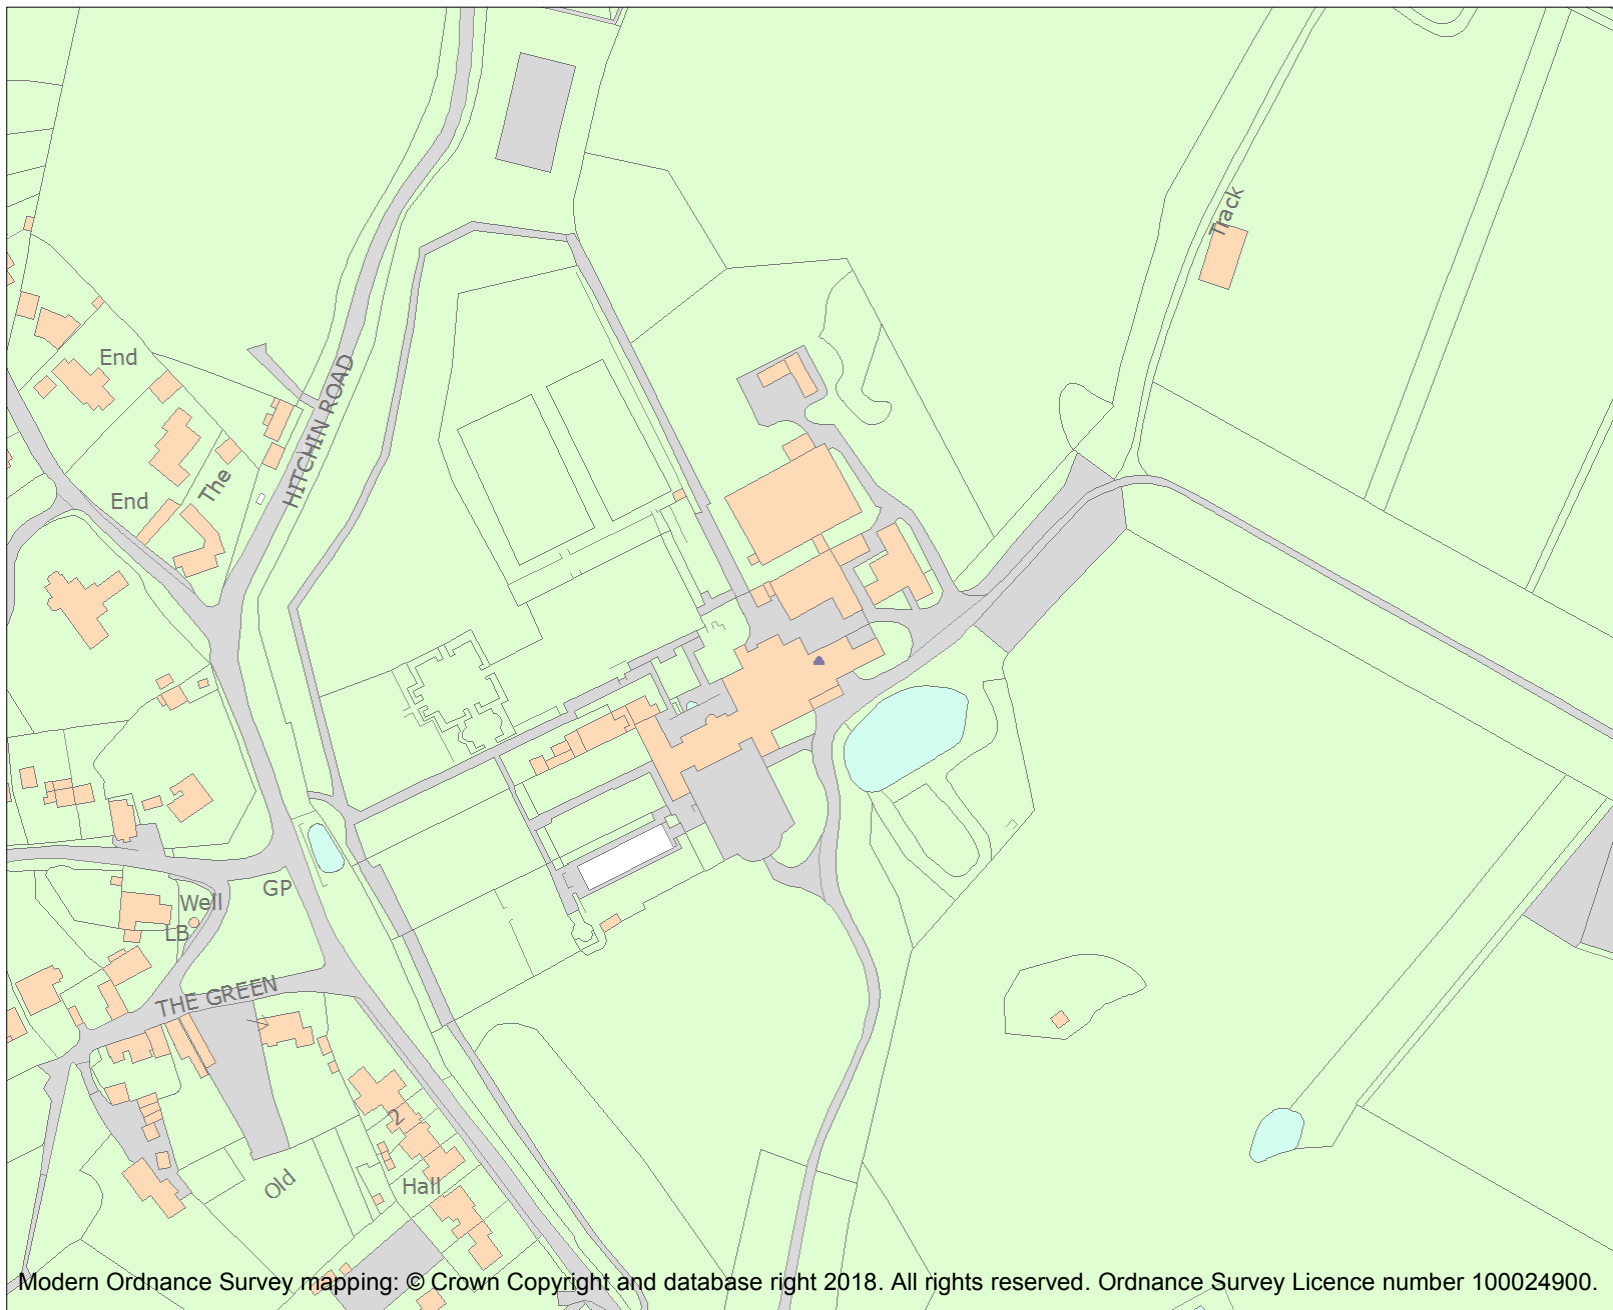 Track
End
HITCHIN ROAD
The
End
GP
Well
LB
THE GREEN
2
Old
Hall
Modern Ordnance Survey mapping: © Crown Copyright and database right 2018. All rights reserved. Ordnance Survey Licence number 100024900.